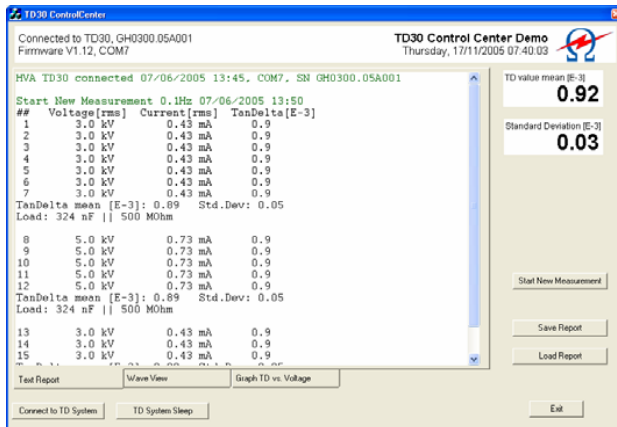 TD30 ControlCenter
Connected to TD30, GH0300.05A001
Firmware V1.12, COM7
TD30 Control Center Demo
Thursday, 17/11/2005 07:40:03
HVA TD30 connected 07/06/2005 13:45, COM7, SN GH0300.05A001
Start New Measurement 0.1Hz 07/06/2005 13:50
## Voltage[rms] Current[rms] TanDelta[E-3]
1 3.0 kV 0.43 mA 0.9
2 3.0 kV 0.43 mA 0.9
3 3.0 kV 0.43 mA 0.9
4 3.0 kV 0.43 mA 0.9
5 3.0 kV 0.43 mA 0.9
6 3.0 kV 0.43 mA 0.9
7 3.0 kV 0.43 mA 0.9
TanDelta mean [E-3]: 0.89 Std.Dev: 0.05
Load: 324 nF || 500 MOhm
8 5.0 kV 0.73 mA 0.9
9 5.0 kV 0.73 mA 0.9
10 5.0 kV 0.73 mA 0.9
11 5.0 kV 0.73 mA 0.9
12 5.0 kV 0.73 mA 0.9
TanDelta mean [E-3]: 0.89 Std.Dev: 0.05
Load: 324 nF || 500 MOhm
13 3.0 kV 0.43 mA 0.9
14 3.0 kV 0.43 mA 0.9
15 3.0 kV 0.43 mA 0.9
TD value mean [E-3]
0.92
Standard Deviation [E-3]
0.03
Start New Measurement
Save Report
Load Report
Text Report
Wave View
Graph TD vs. Voltage
Connect to TD System
TD System Sleep
Exit